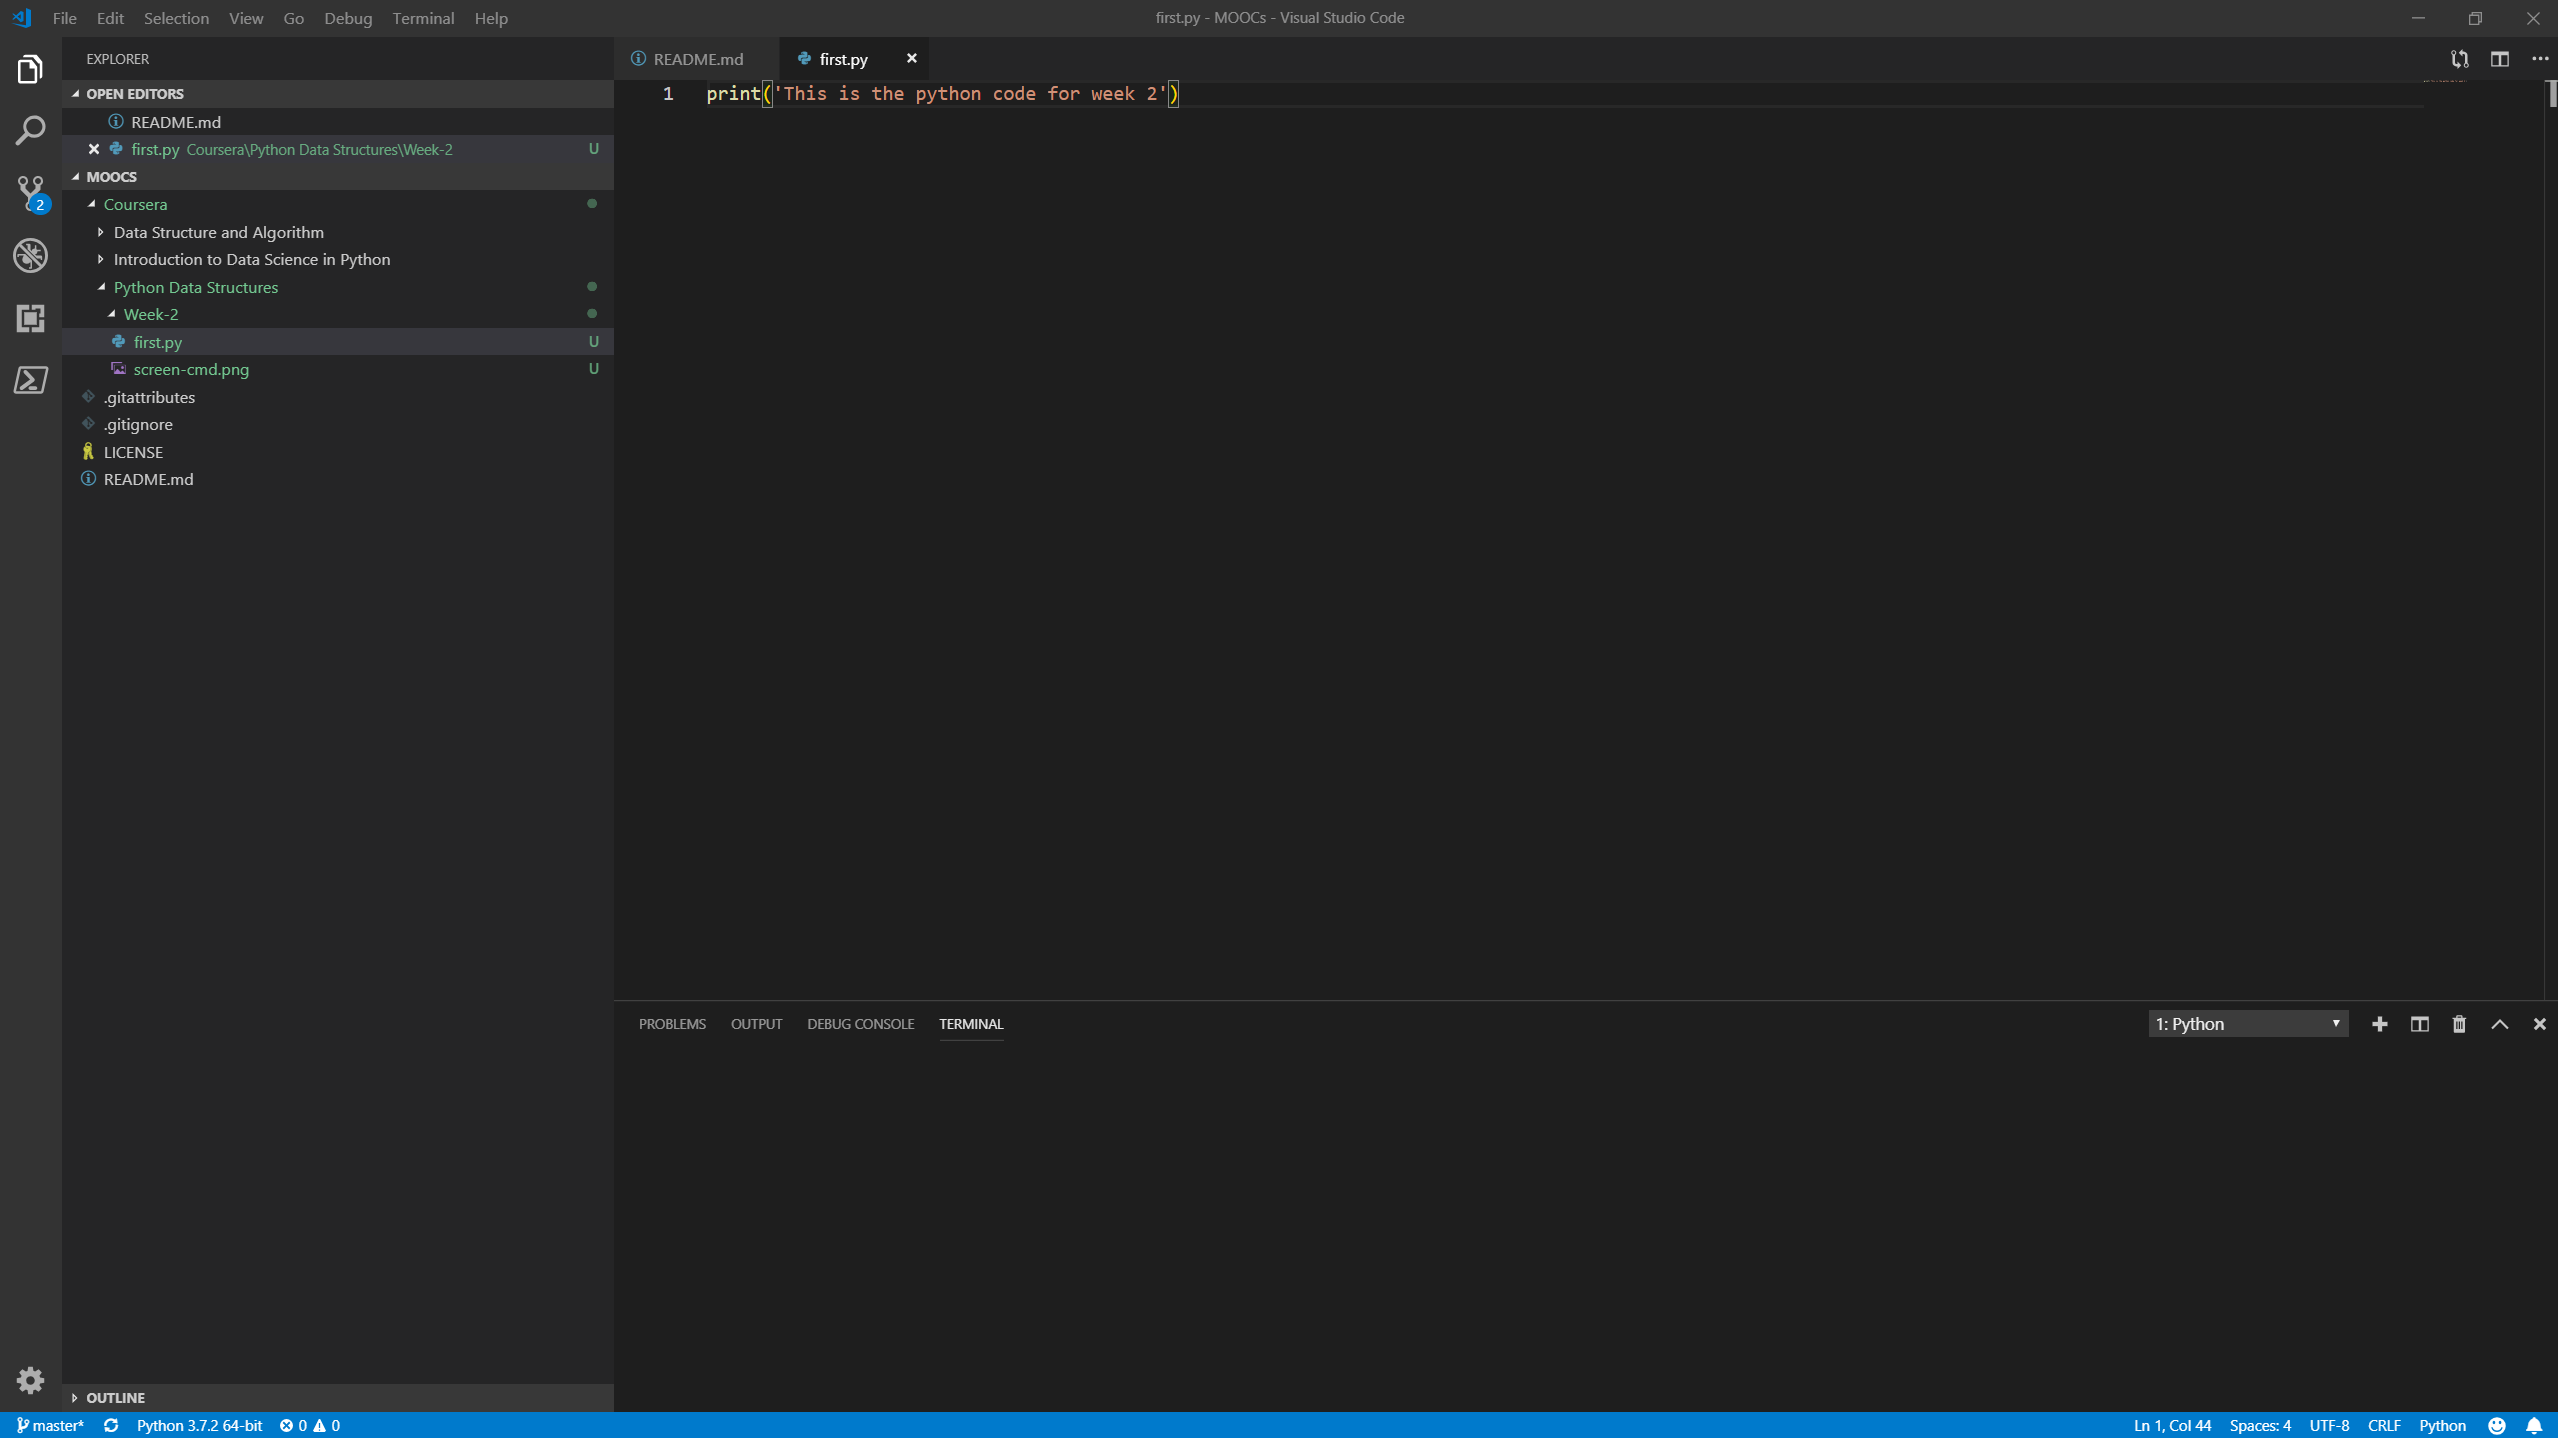 File Edit Selection View Go Debug Terminal Help
first.py - MOOCs - Visual Studio Code
EXPLORER
OPEN EDITORS
README.md
first.py Coursera\Python Data Structures\Week-2 U
MOOCS
Coursera
Data Structure and Algorithm
Introduction to Data Science in Python
Python Data Structures
Week-2
first.py U
screen-cmd.png U
.gitattributes
.gitignore
LICENSE
README.md
OUTLINE
2
README.md first.py
1 print('This is the python code for week 2')
PROBLEMS OUTPUT DEBUG CONSOLE TERMINAL
1: Python
master* Python 3.7.2 64-bit 0 0
Ln 1, Col 44 Spaces: 4 UTF-8 CRLF Python